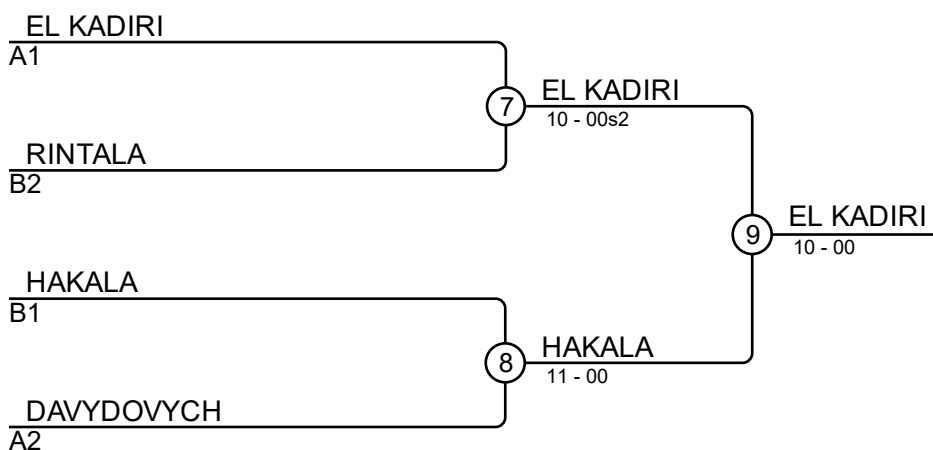 EL KADIRI
A1
7
EL KADIRI
10 - 00s2
RINTALA
B2
9
EL KADIRI
10 - 00
HAKALA
B1
8
HAKALA
11 - 00
DAVYDOVYCH
A2